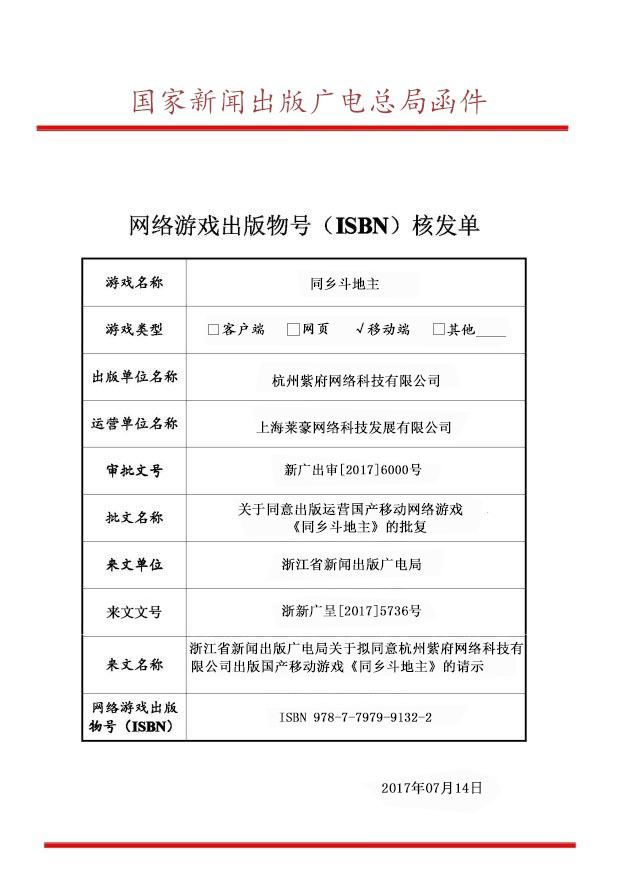 国家新闻出版广电总局函件
网络游戏出版物号（ISBN）核发单
游戏名称 同乡斗地主
游戏类型 □客户端 □网页 √移动端 □其他____
出版单位名称 杭州紫府网络科技有限公司
运营单位名称 上海莱豪网络科技发展有限公司
审批文号 新广出审[2017]6000号
批文名称 关于同意出版运营国产移动网络游戏
《同乡斗地主》的批复
来文单位 浙江省新闻出版广电局
来文文号 浙新广呈[2017]5736号
来文名称 浙江省新闻出版广电局关于拟同意杭州紫府网络科技有
限公司出版国产移动游戏《同乡斗地主》的请示
网络游戏出版
物号（ISBN） ISBN 978-7-7979-9132-2
2017年07月14日